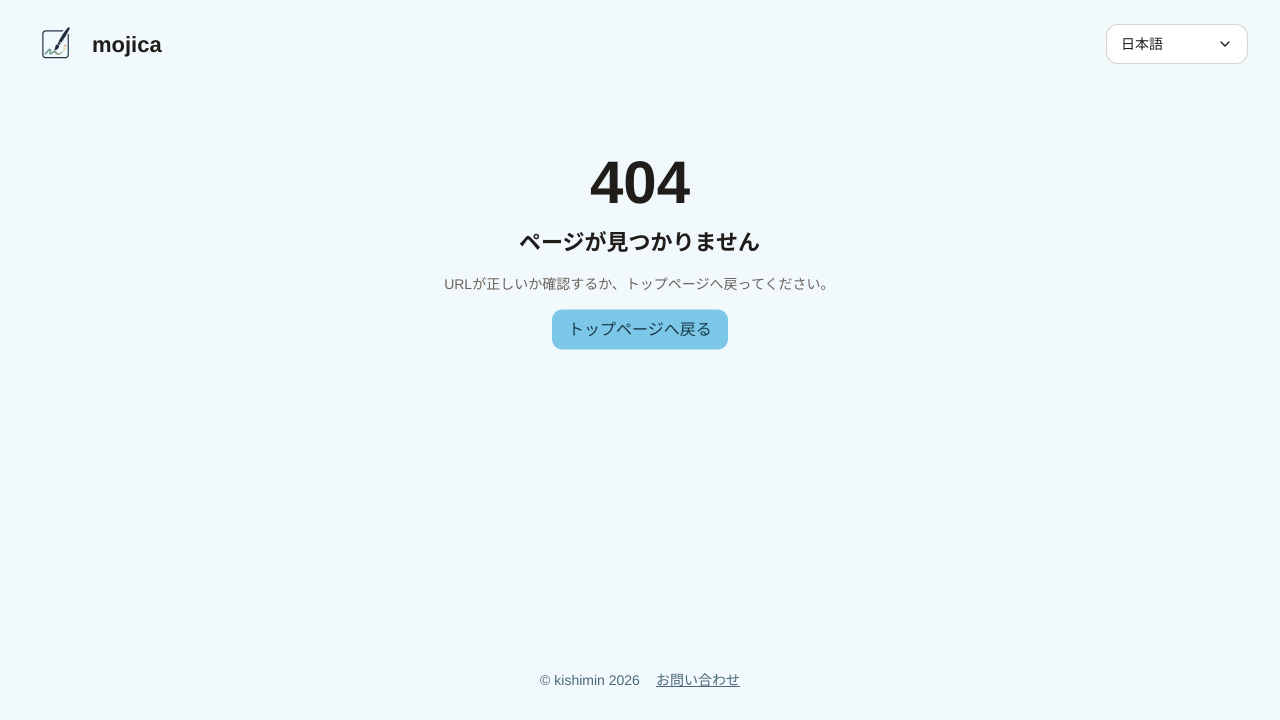 mojica
日本語
404
ページが見つかりません
URLが正しいか確認するか、トップページへ戻ってください。
トップページへ戻る
© kishimin 2026 お問い合わせ